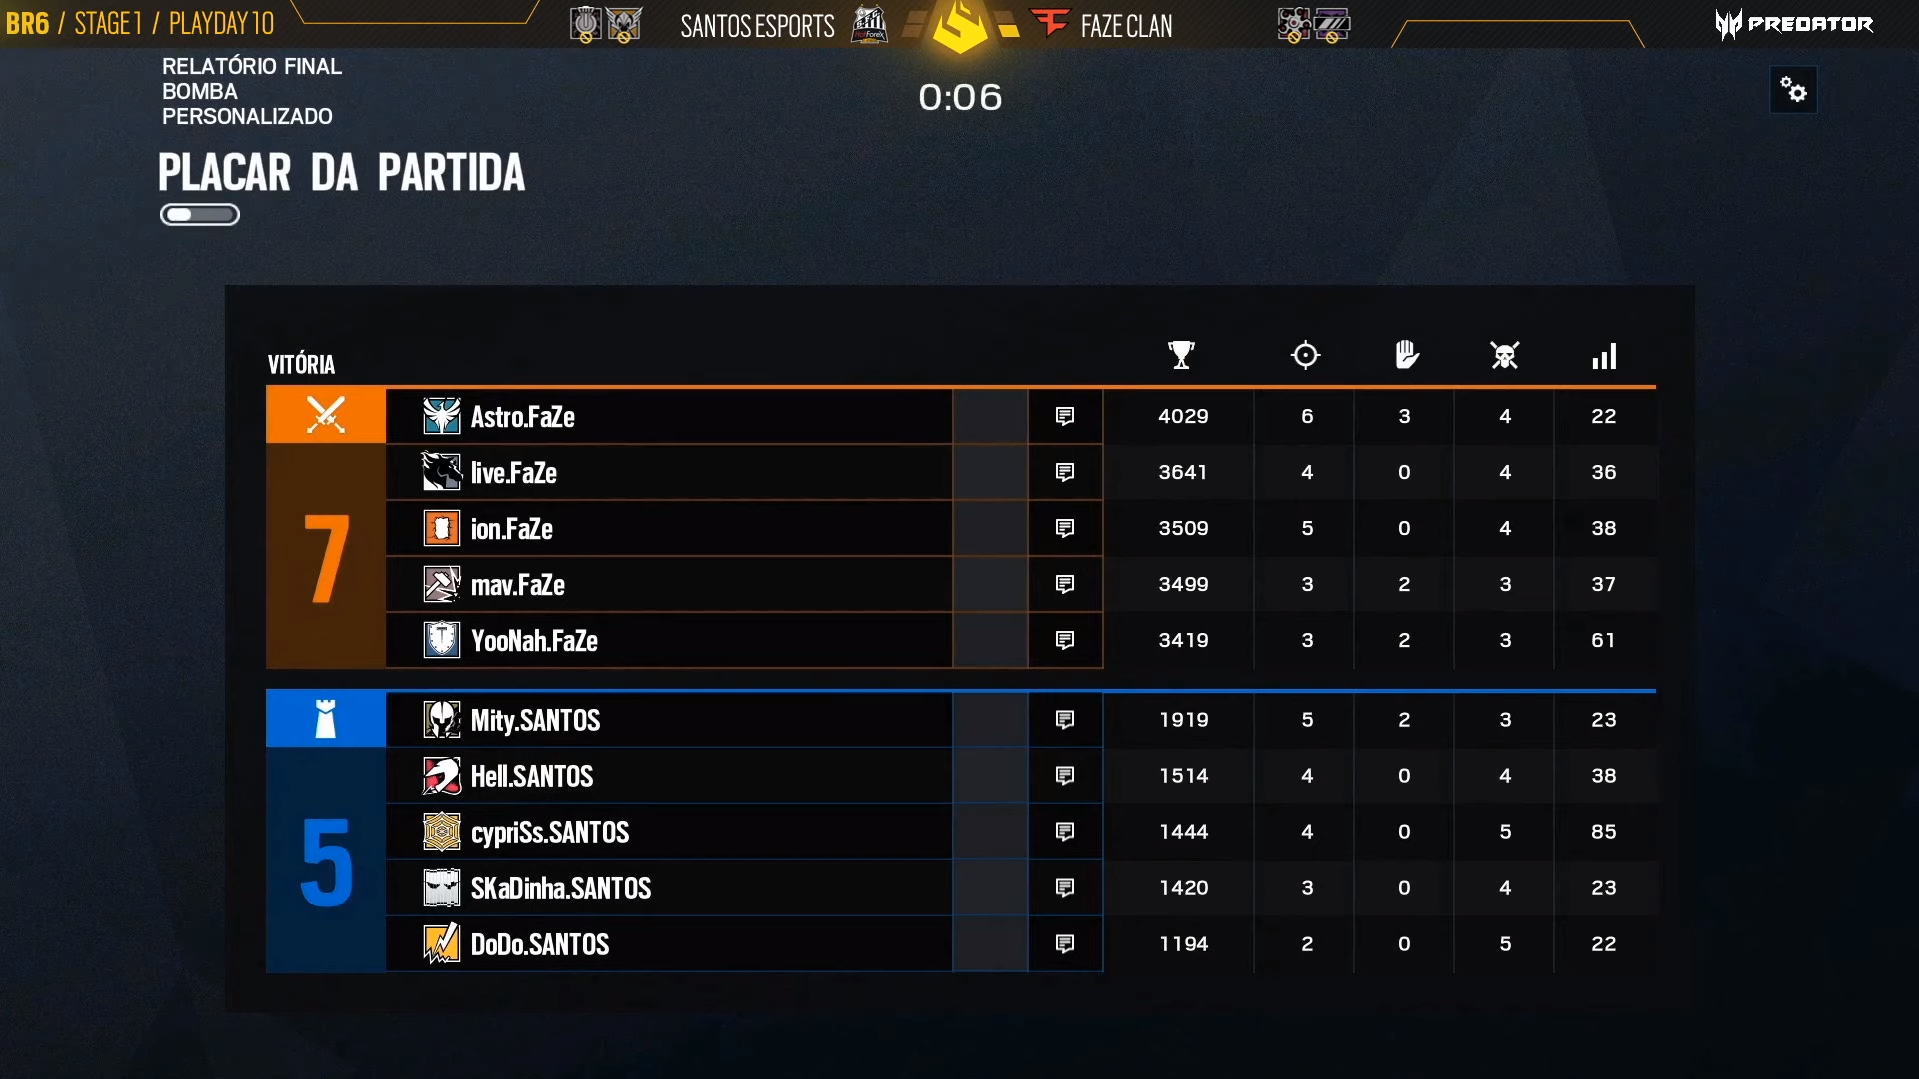 BR6 / STAGE 1 / PLAYDAY 10
SANTOS ESPORTS
FAZE CLAN
PREDATOR
RELATÓRIO FINAL
BOMBA
PERSONALIZADO
0:06
PLACAR DA PARTIDA
VITÓRIA
Astro.FaZe 4029 6 3 4 22
live.FaZe 3641 4 0 4 36
7
ion.FaZe 3509 5 0 4 38
mav.FaZe 3499 3 2 3 37
YooNah.FaZe 3419 3 2 3 61
Mity.SANTOS 1919 5 2 3 23
Hell.SANTOS 1514 4 0 4 38
5
cypriSs.SANTOS 1444 4 0 5 85
SKaDinha.SANTOS 1420 3 0 4 23
DoDo.SANTOS 1194 2 0 5 22